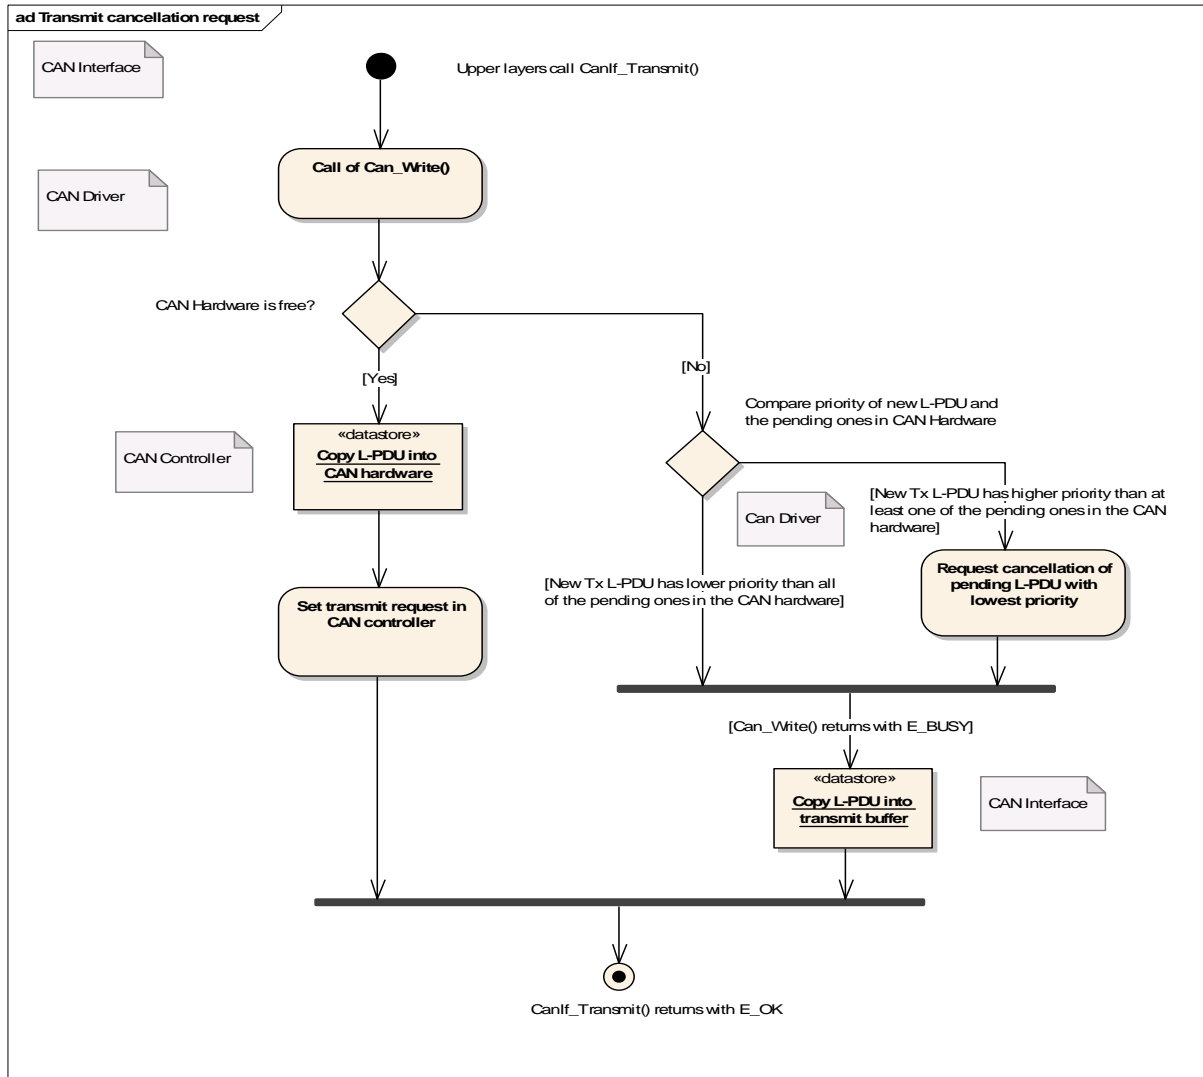 ad Transmit cancellation request
CAN Interface
Upper layers call CanIf_Transmit()
Call of Can_Write()
CAN Driver
CAN Hardware is free?
[Yes]
[No]
Compare priority of new L-PDU and
the pending ones in CAN Hardware
«datastore»
Copy L-PDU into
CAN hardware
CAN Controller
[New Tx L-PDU has higher priority than at
least one of the pending ones in the CAN
hardware]
Can Driver
Request cancellation of
pending L-PDU with
lowest priority
[New Tx L-PDU has lower priority than all
of the pending ones in the CAN hardware]
Set transmit request in
CAN controller
[Can_Write() returns with E_BUSY]
«datastore»
Copy L-PDU into
transmit buffer
CAN Interface
CanIf_Transmit() returns with E_OK